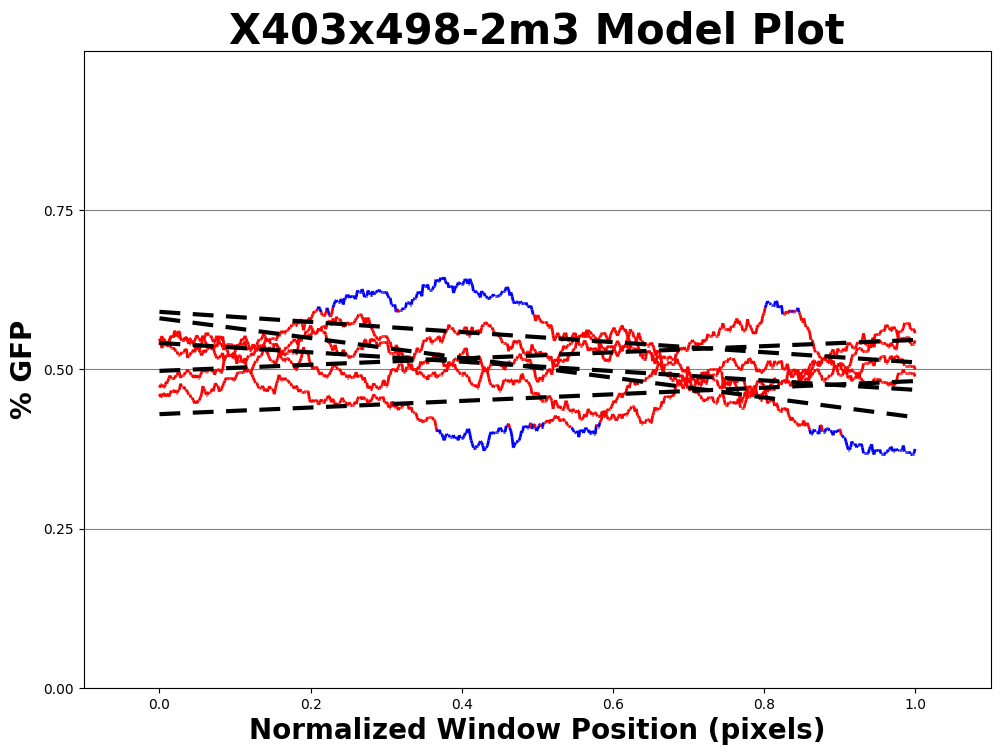 X403x498-2m3 Model Plot
% GFP
0.75
0.50
0.25
0.00
0.0 0.2 0.4 0.6 0.8 1.0
Normalized Window Position (pixels)